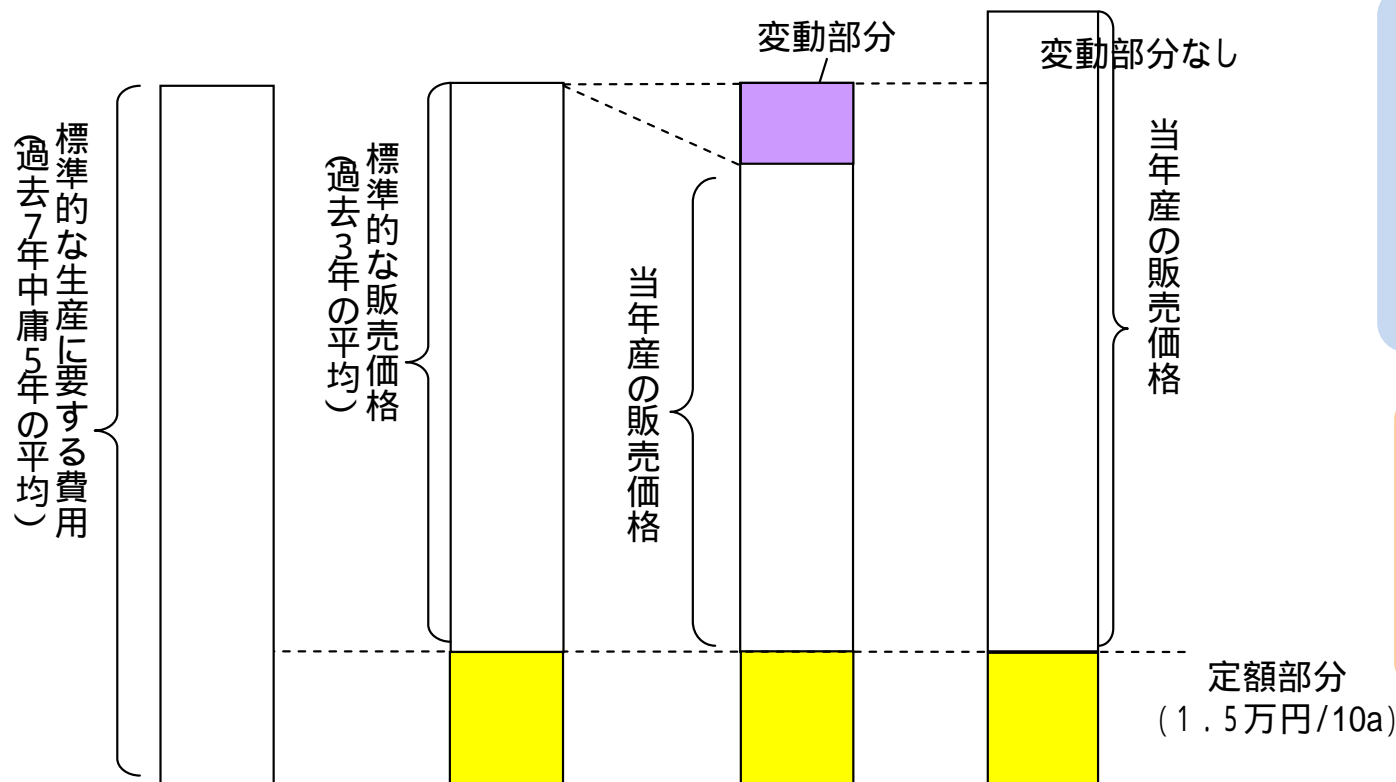 標準的な生産に要する費用
(過去7年中庸5年の平均)
標準的な販売価格
(過去3年の平均)
変動部分
当年産の販売価格
変動部分なし
当年産の販売価格
定額部分
(1.5万円/10a)